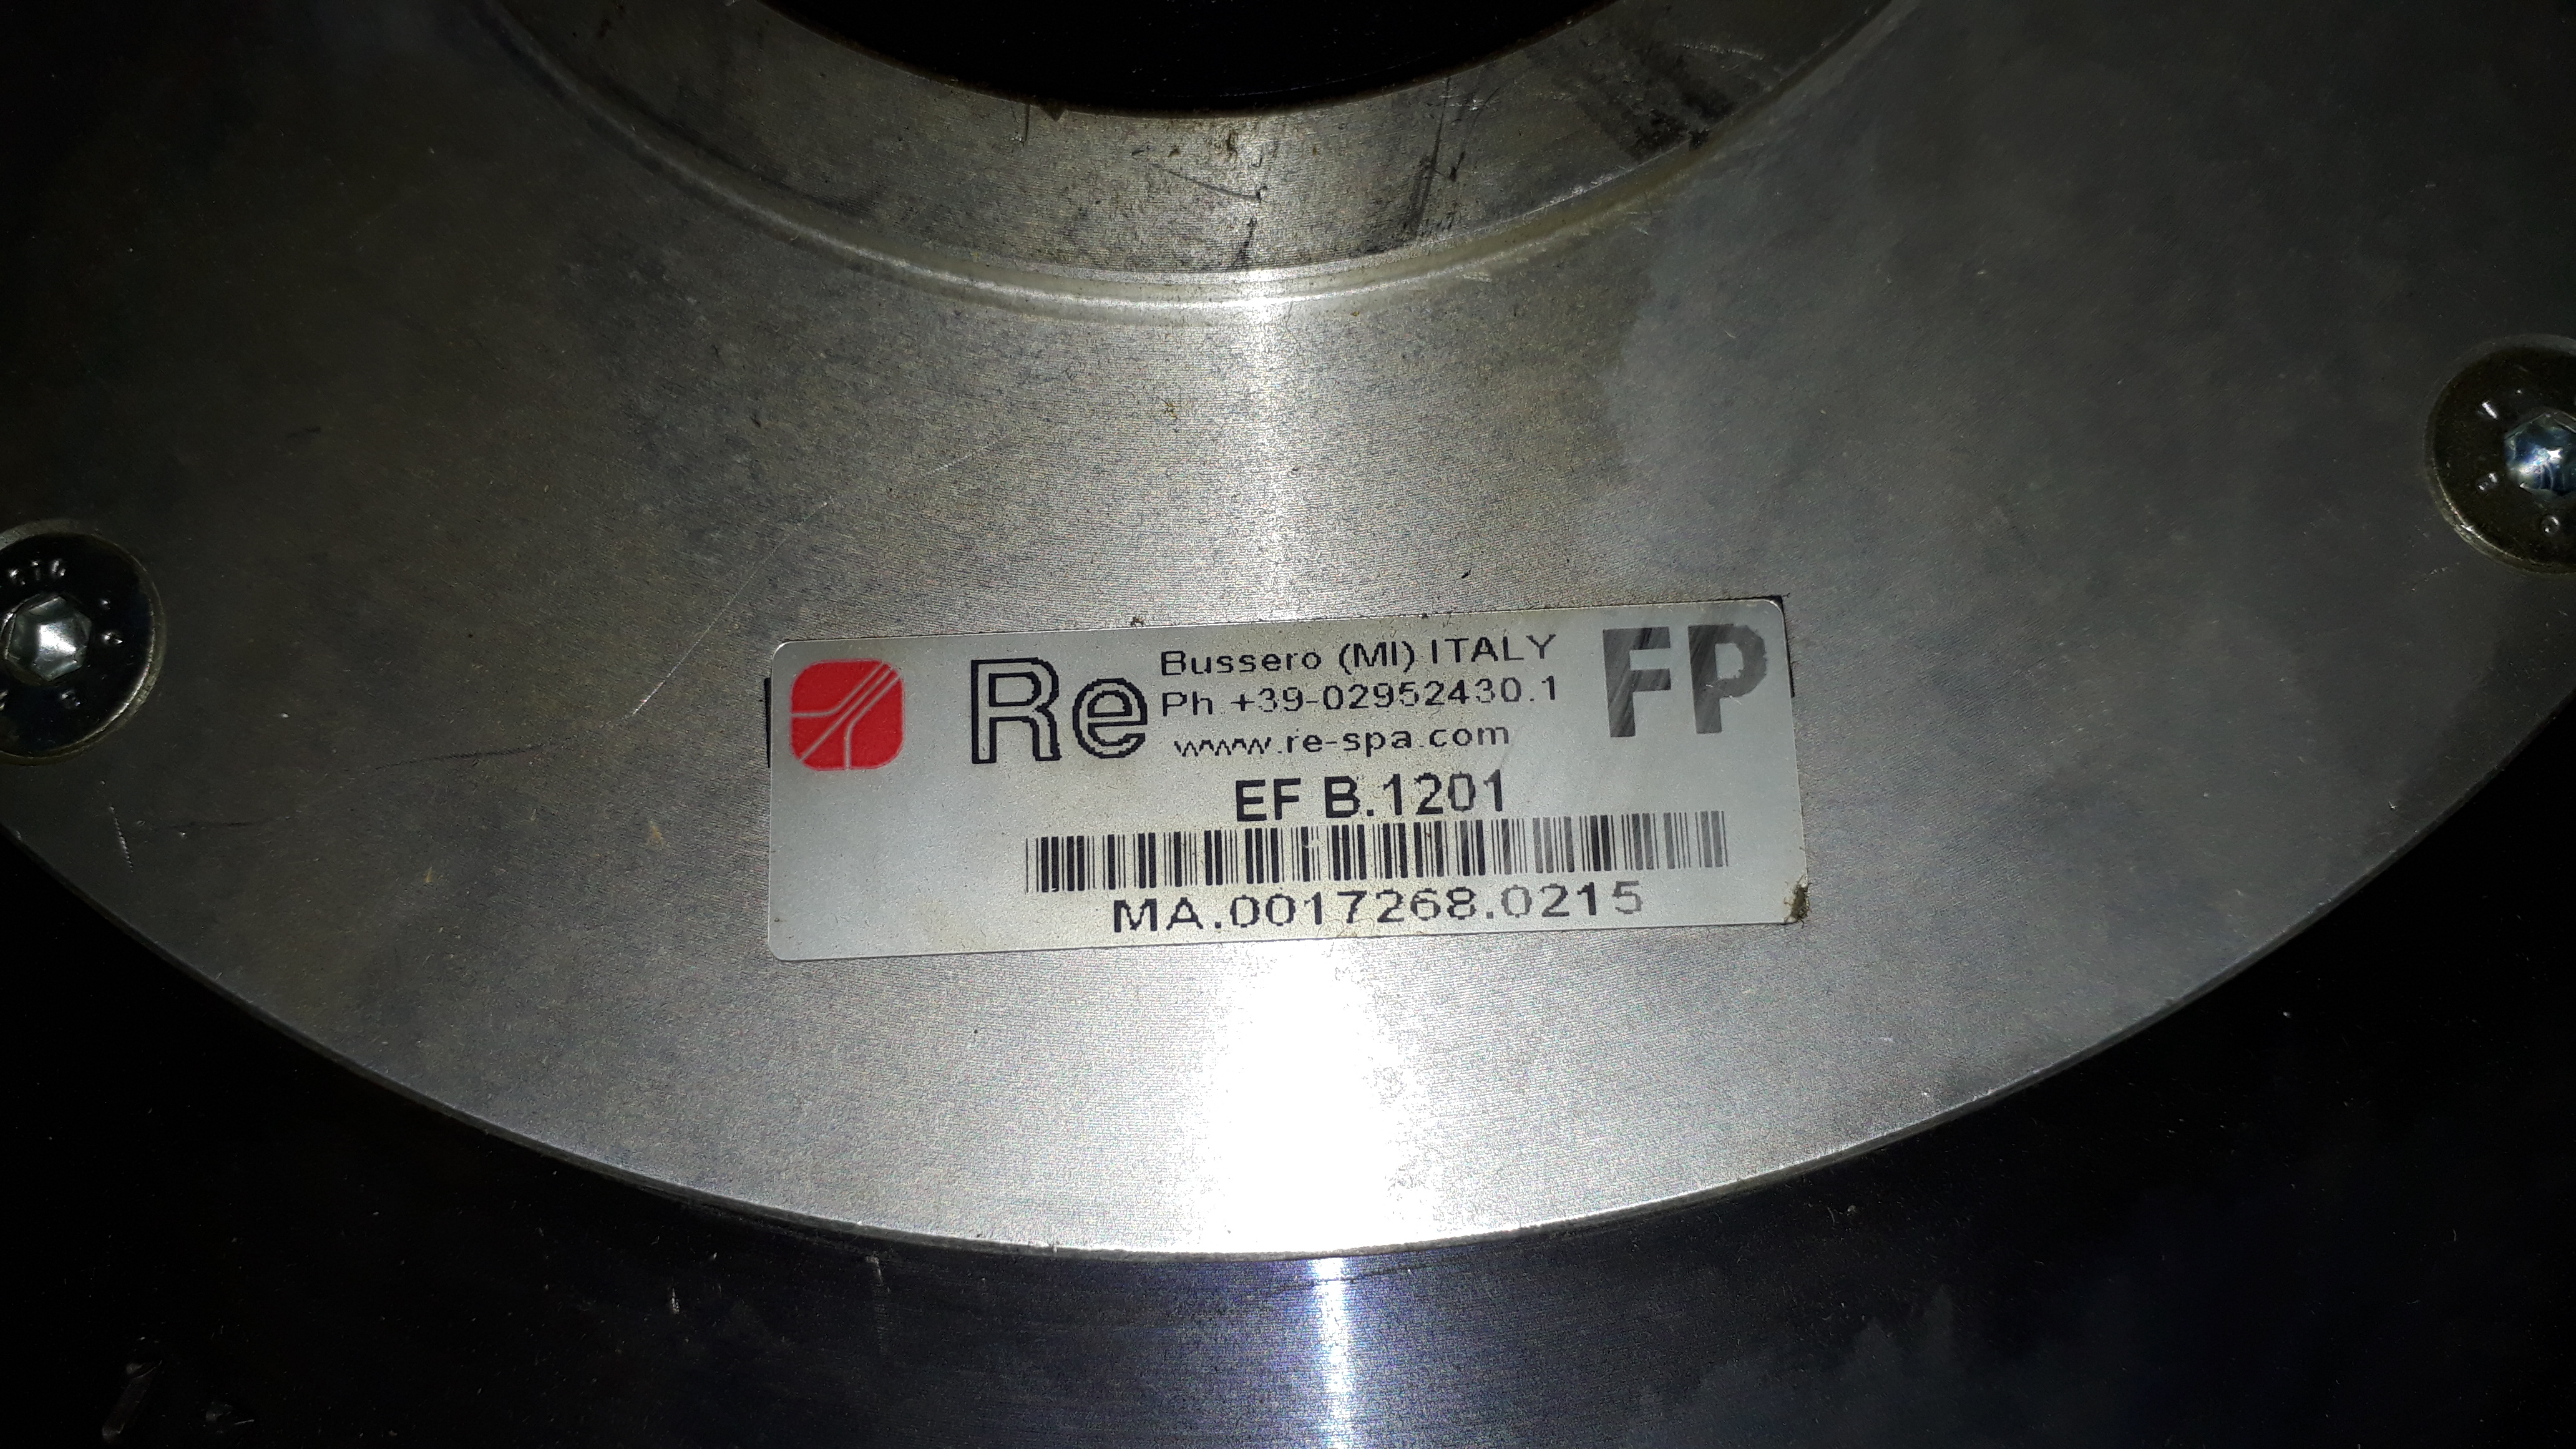 Re
Bussero (MI) ITALY
Ph.+39-02952430.1
www.re-spa.com
FP
EF B.1201
MA.0017268.0215